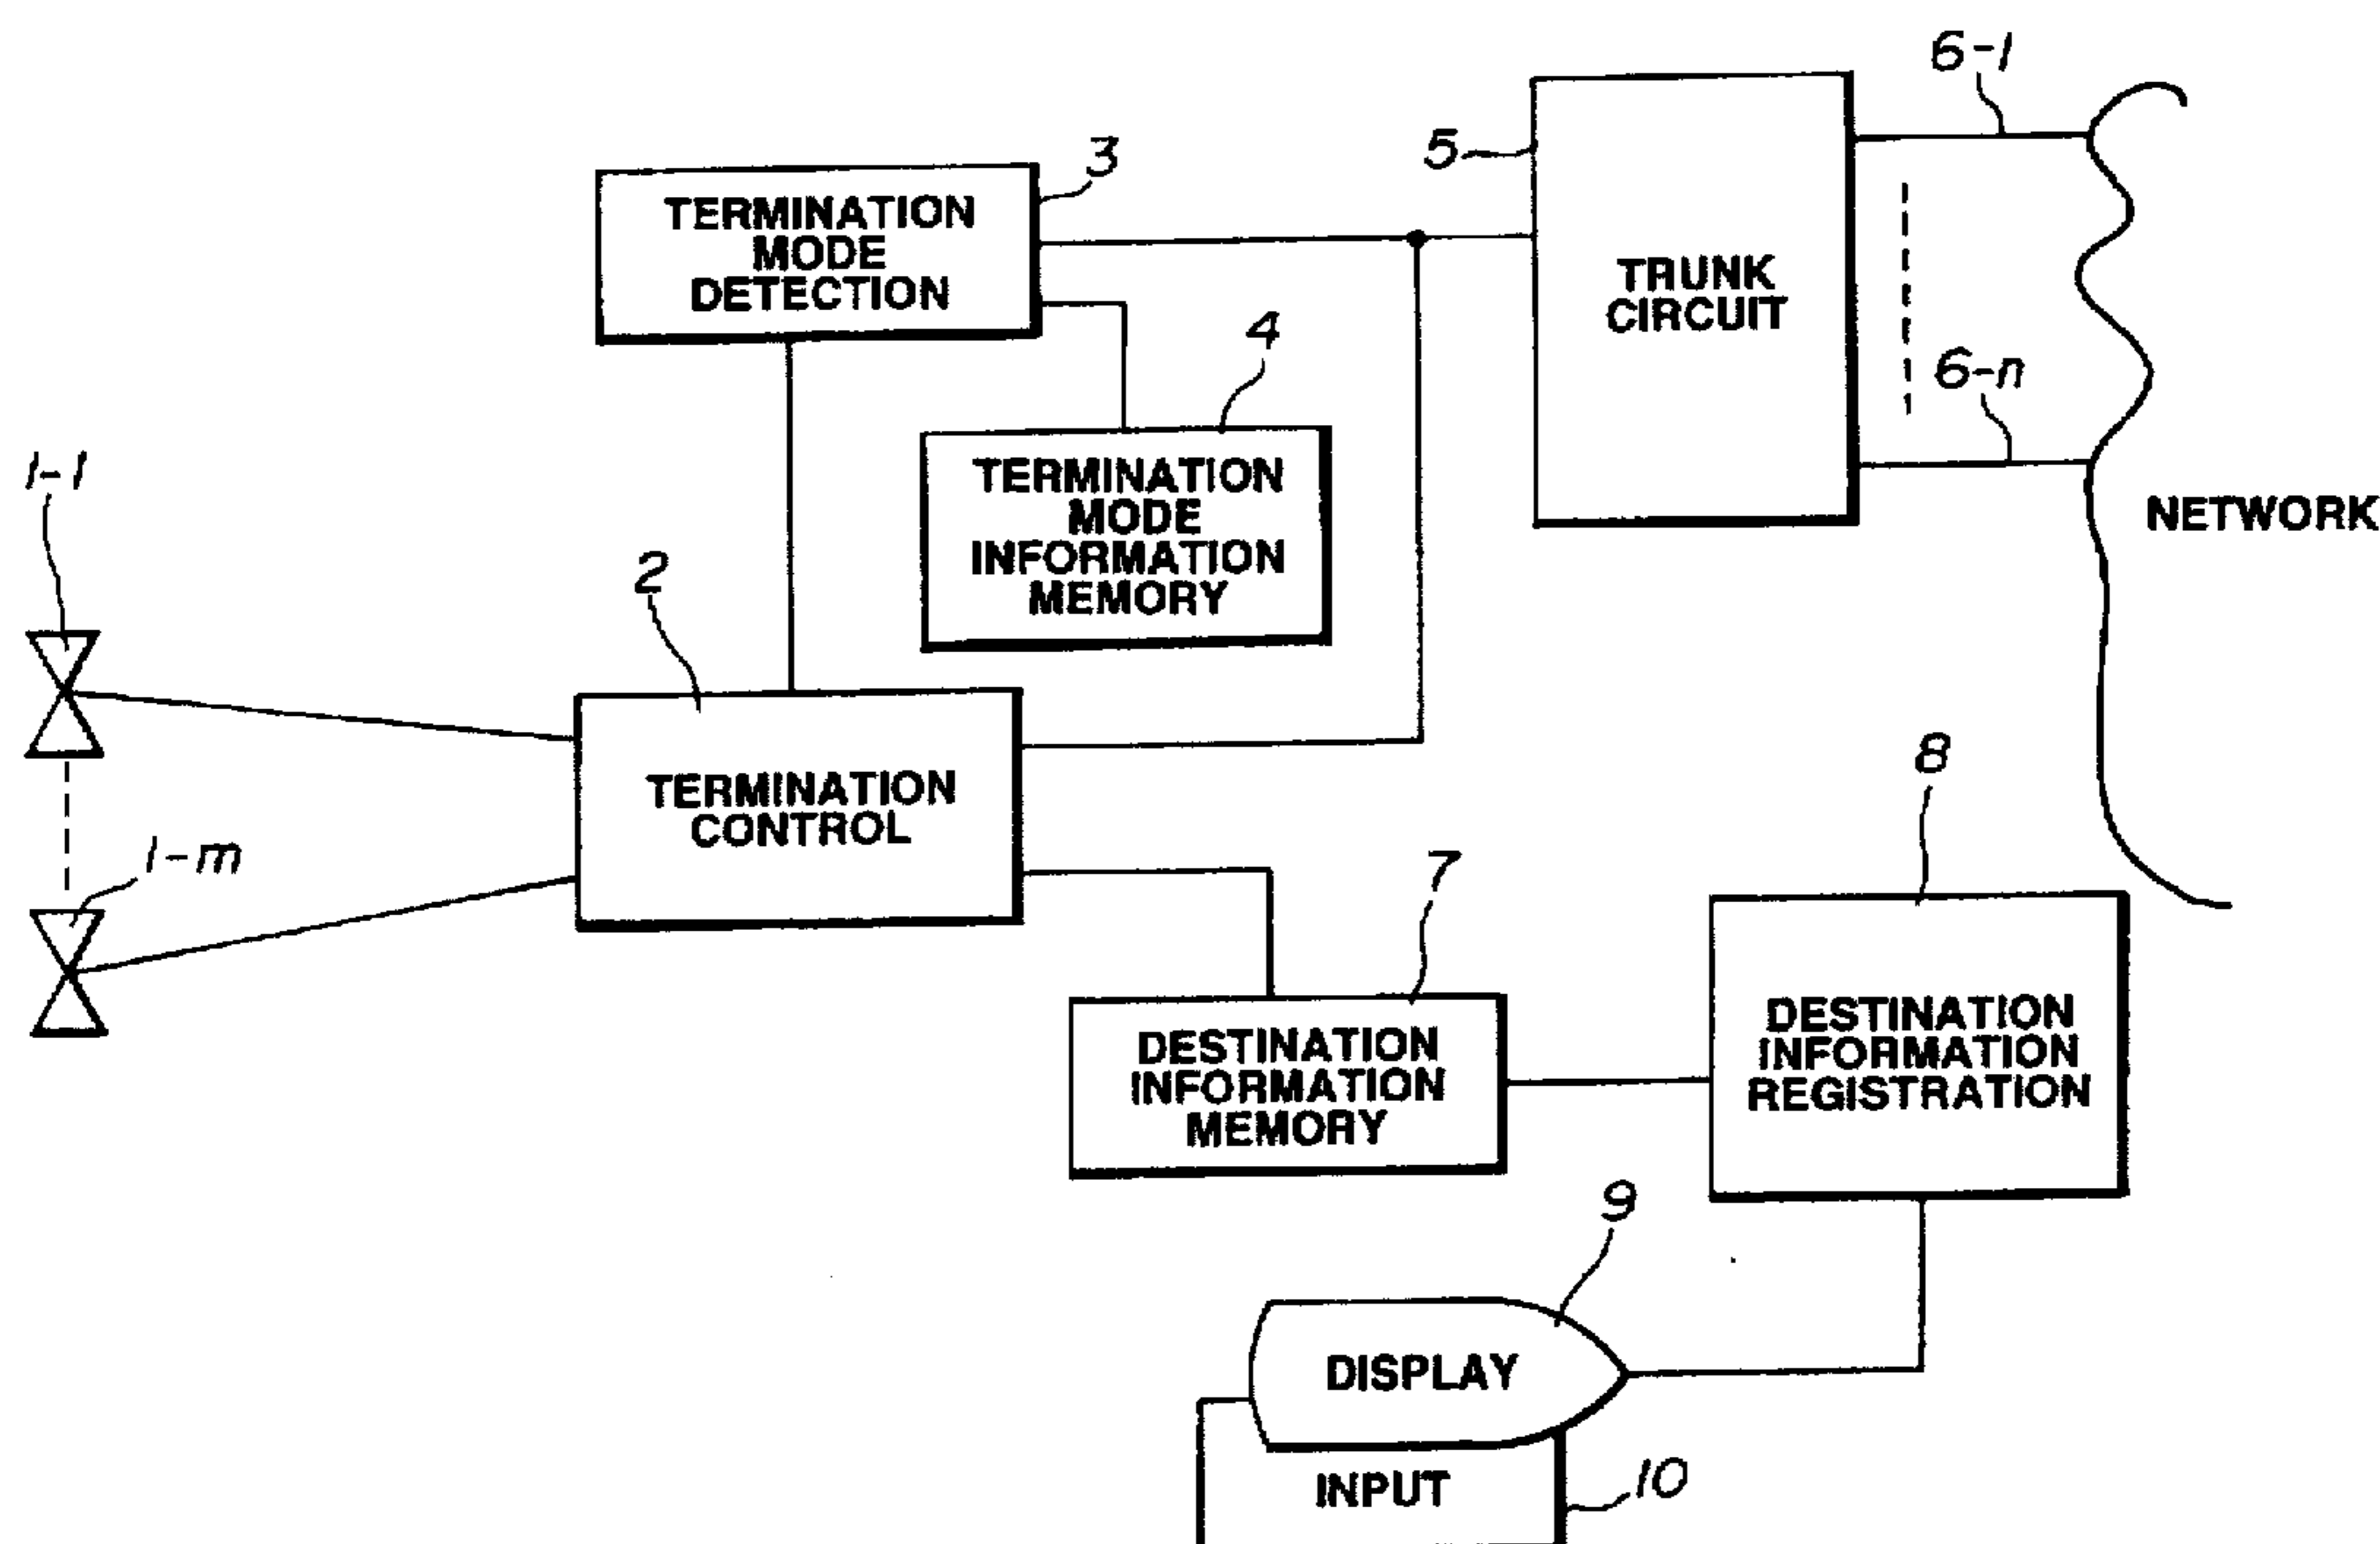 6-1
3
5
TERMINATION
MODE
DETECTION
TRUNK
CIRCUIT
4
6-n
TERMINATION
MODE
INFORMATION
MEMORY
1-1
NETWORK
2
8
TERMINATION
CONTROL
1-m
7
DESTINATION
INFORMATION
MEMORY
DESTINATION
INFORMATION
REGISTRATION
9
DISPLAY
INPUT
10